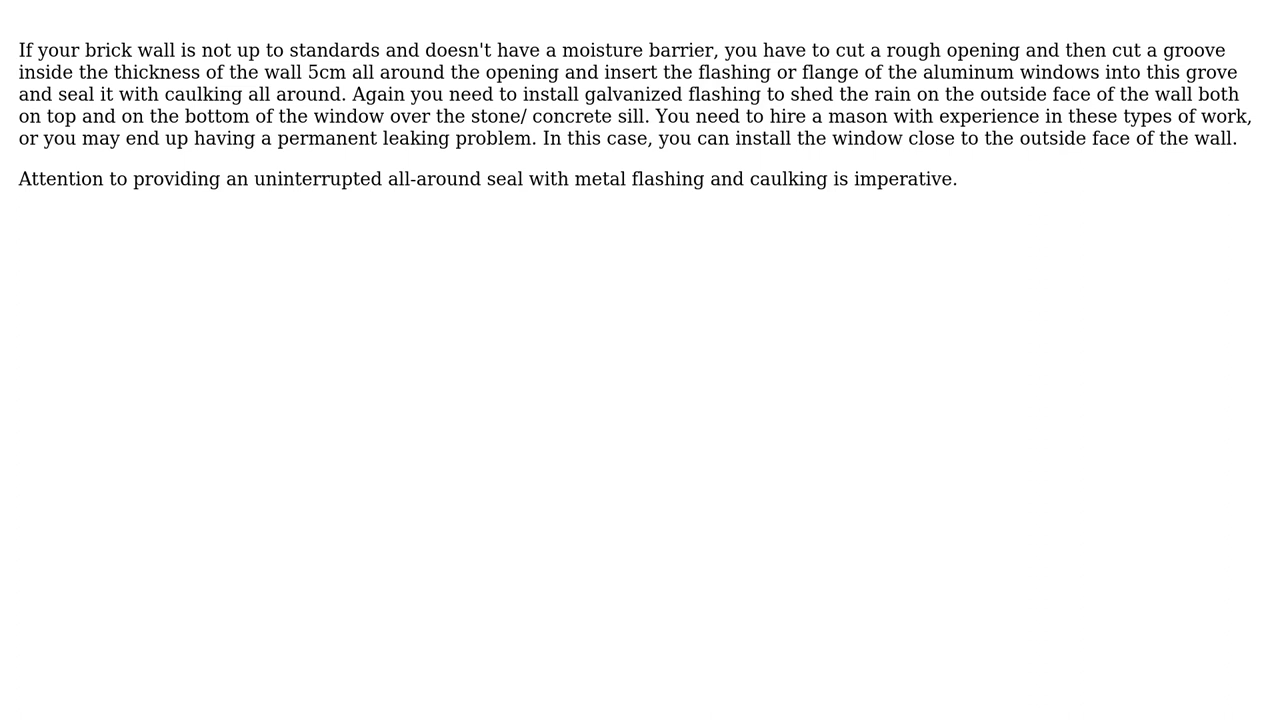 If your brick wall is not up to standards and doesn't have a moisture barrier, you have to cut a rough opening and then cut a groove
inside the thickness of the wall 5cm all around the opening and insert the flashing or flange of the aluminum windows into this grove
and seal it with caulking all around. Again you need to install galvanized flashing to shed the rain on the outside face of the wall both
on top and on the bottom of the window over the stone/ concrete sill. You need to hire a mason with experience in these types of work,
or you may end up having a permanent leaking problem. In this case, you can install the window close to the outside face of the wall.
Attention to providing an uninterrupted all-around seal with metal flashing and caulking is imperative.